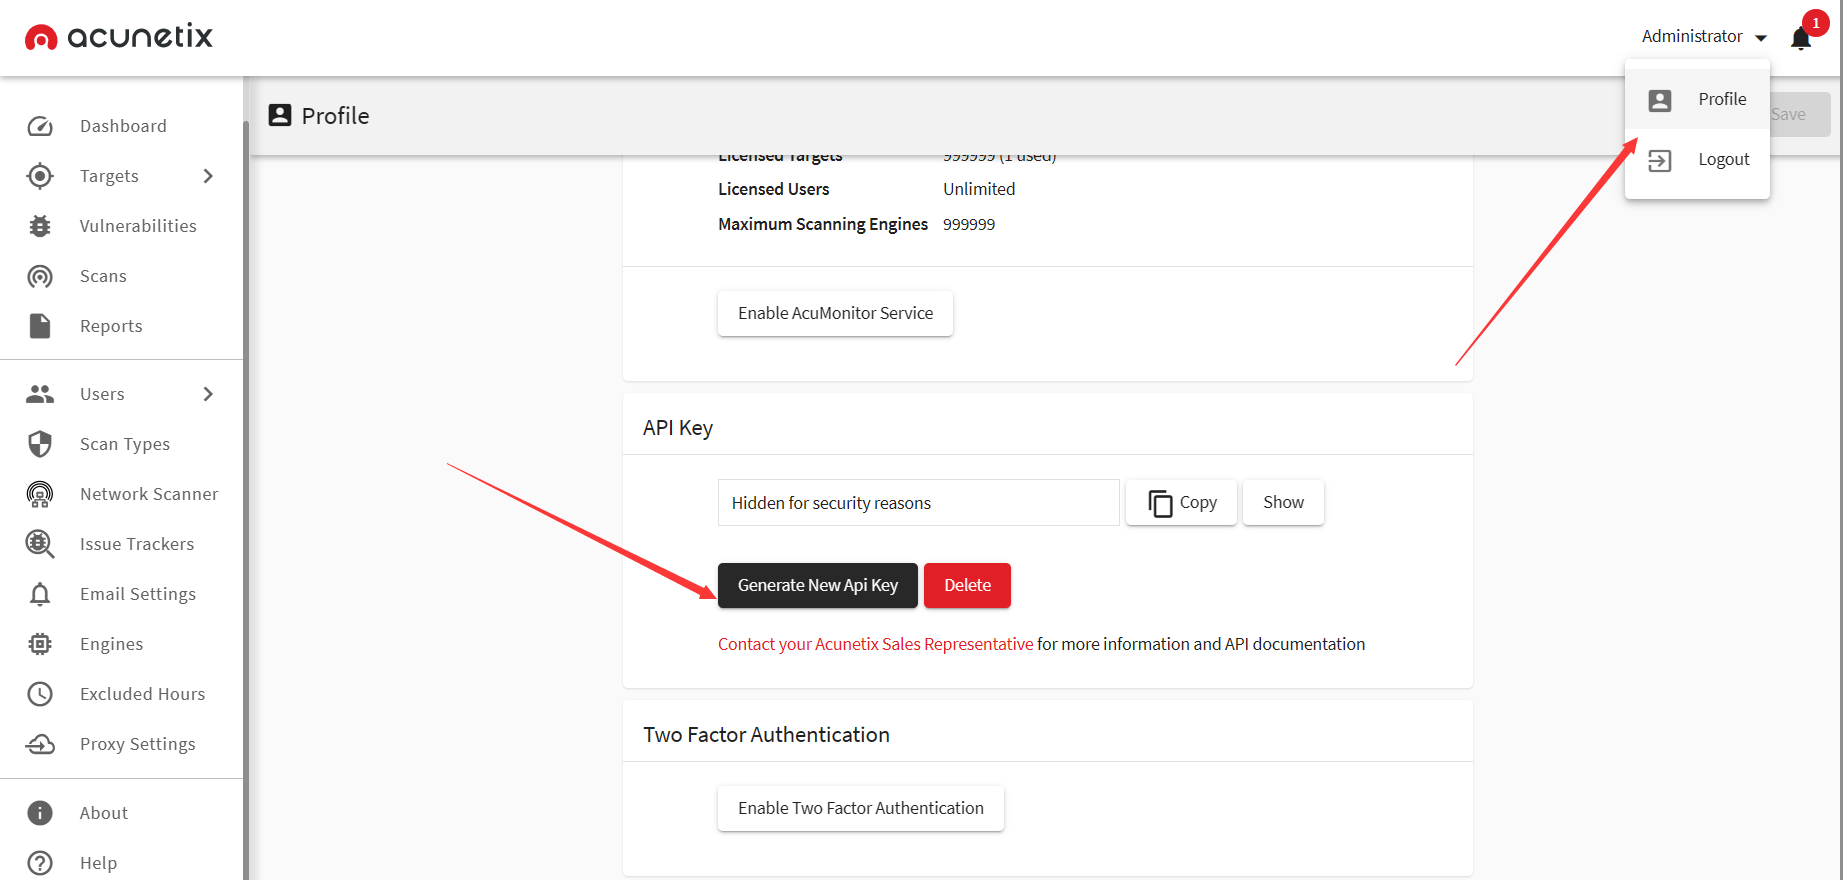 acunetix
Administrator
1
Profile
Logout
Save
Profile
Dashboard
Targets
Vulnerabilities
Scans
Reports
Users
Scan Types
Network Scanner
Issue Trackers
Email Settings
Engines
Excluded Hours
Proxy Settings
About
Help
Licensed Targets 999999 (1 used)
Licensed Users Unlimited
Maximum Scanning Engines 999999
Enable AcuMonitor Service
API Key
Hidden for security reasons Copy Show
Generate New Api Key Delete
Contact your Acunetix Sales Representative for more information and API documentation
Two Factor Authentication
Enable Two Factor Authentication